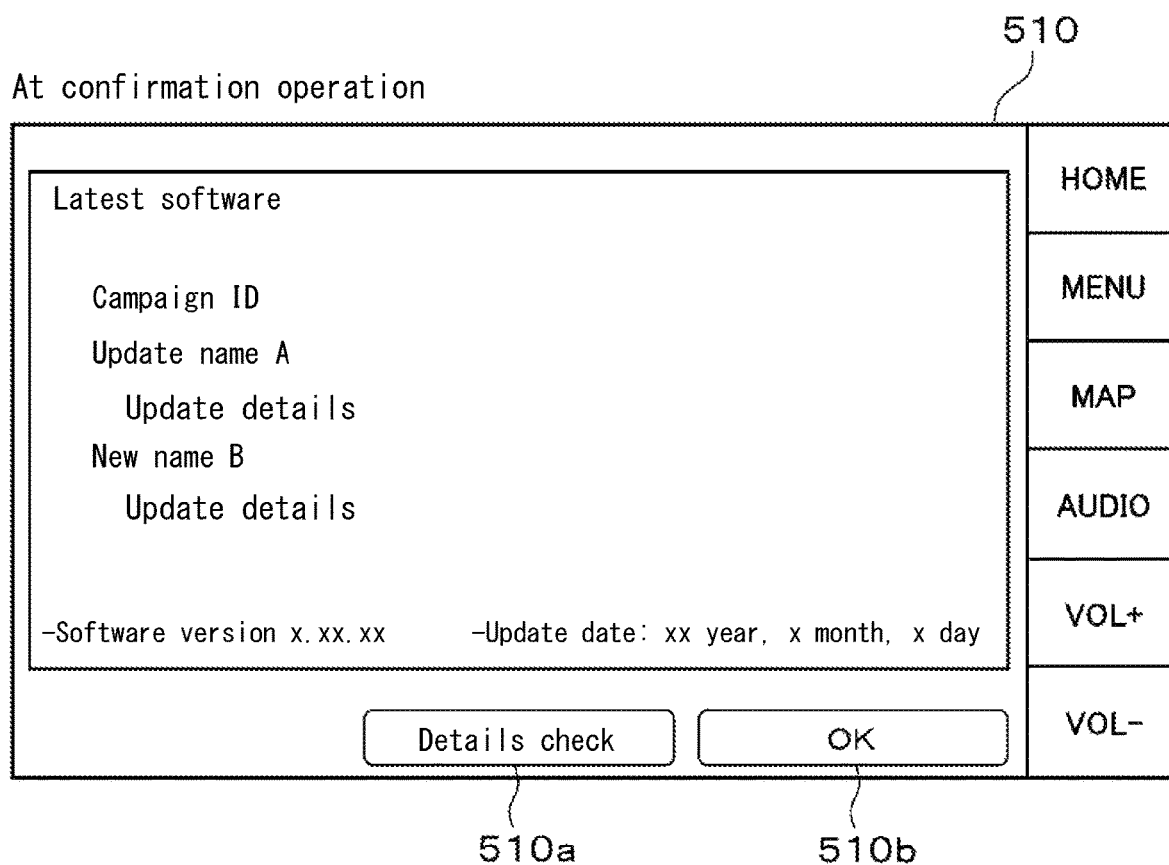 510
At confirmation operation
Latest software
Campaign ID
Update name A
Update details
New name B
Update details
-Software version x.xx.xx -Update date: xx year, x month, x day
Details check OK
HOME
MENU
MAP
AUDIO
VOL+
VOL-
510a 510b